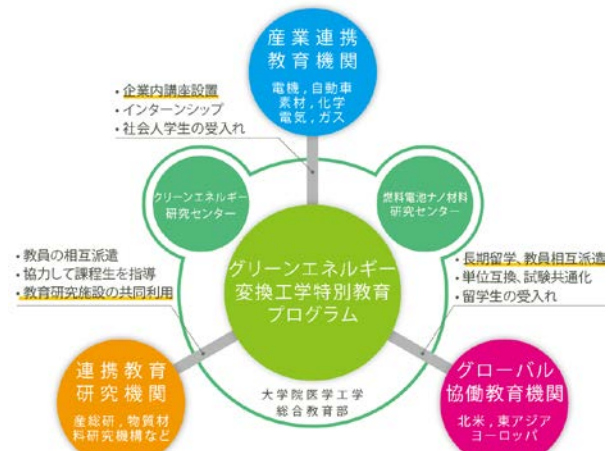 産業連携
教育機関
電機,自動車
素材,化学
電気,ガス
・企業内講座設置
・インターンシップ
・社会人学生の受入れ
クリーンエネルギー
研究センター
燃料電池ナノ材料
研究センター
グリーンエネルギー
変換工学特別教育
プログラム
・教員の相互派遣
・協力して課程生を指導
・教育研究施設の共同利用
・長期留学、教員相互派遣
・単位互換、試験共通化
・留学生の受入れ
連携教育
研究機関
産総研,物質材
料研究機構など
大学院医学工学
総合教育部
グローバル
協働教育機関
北米,東アジア
ヨーロッパ